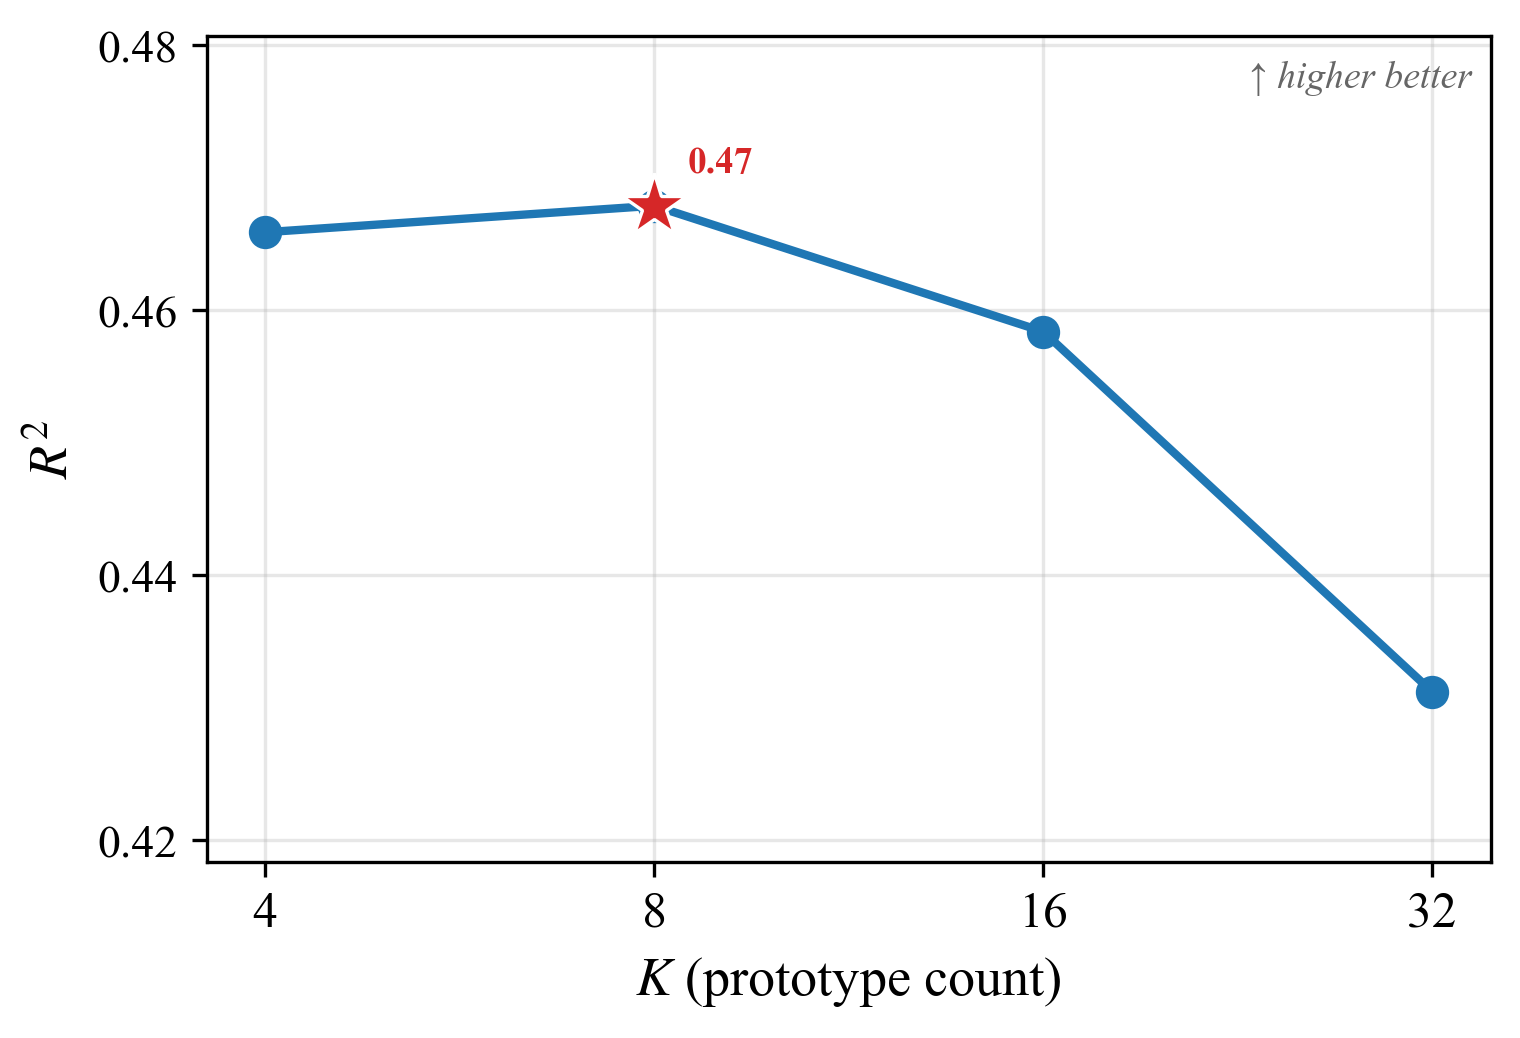 0.48
↑ higher better
0.47
0.46
R²
0.44
0.42
4 8 16 32
K (prototype count)